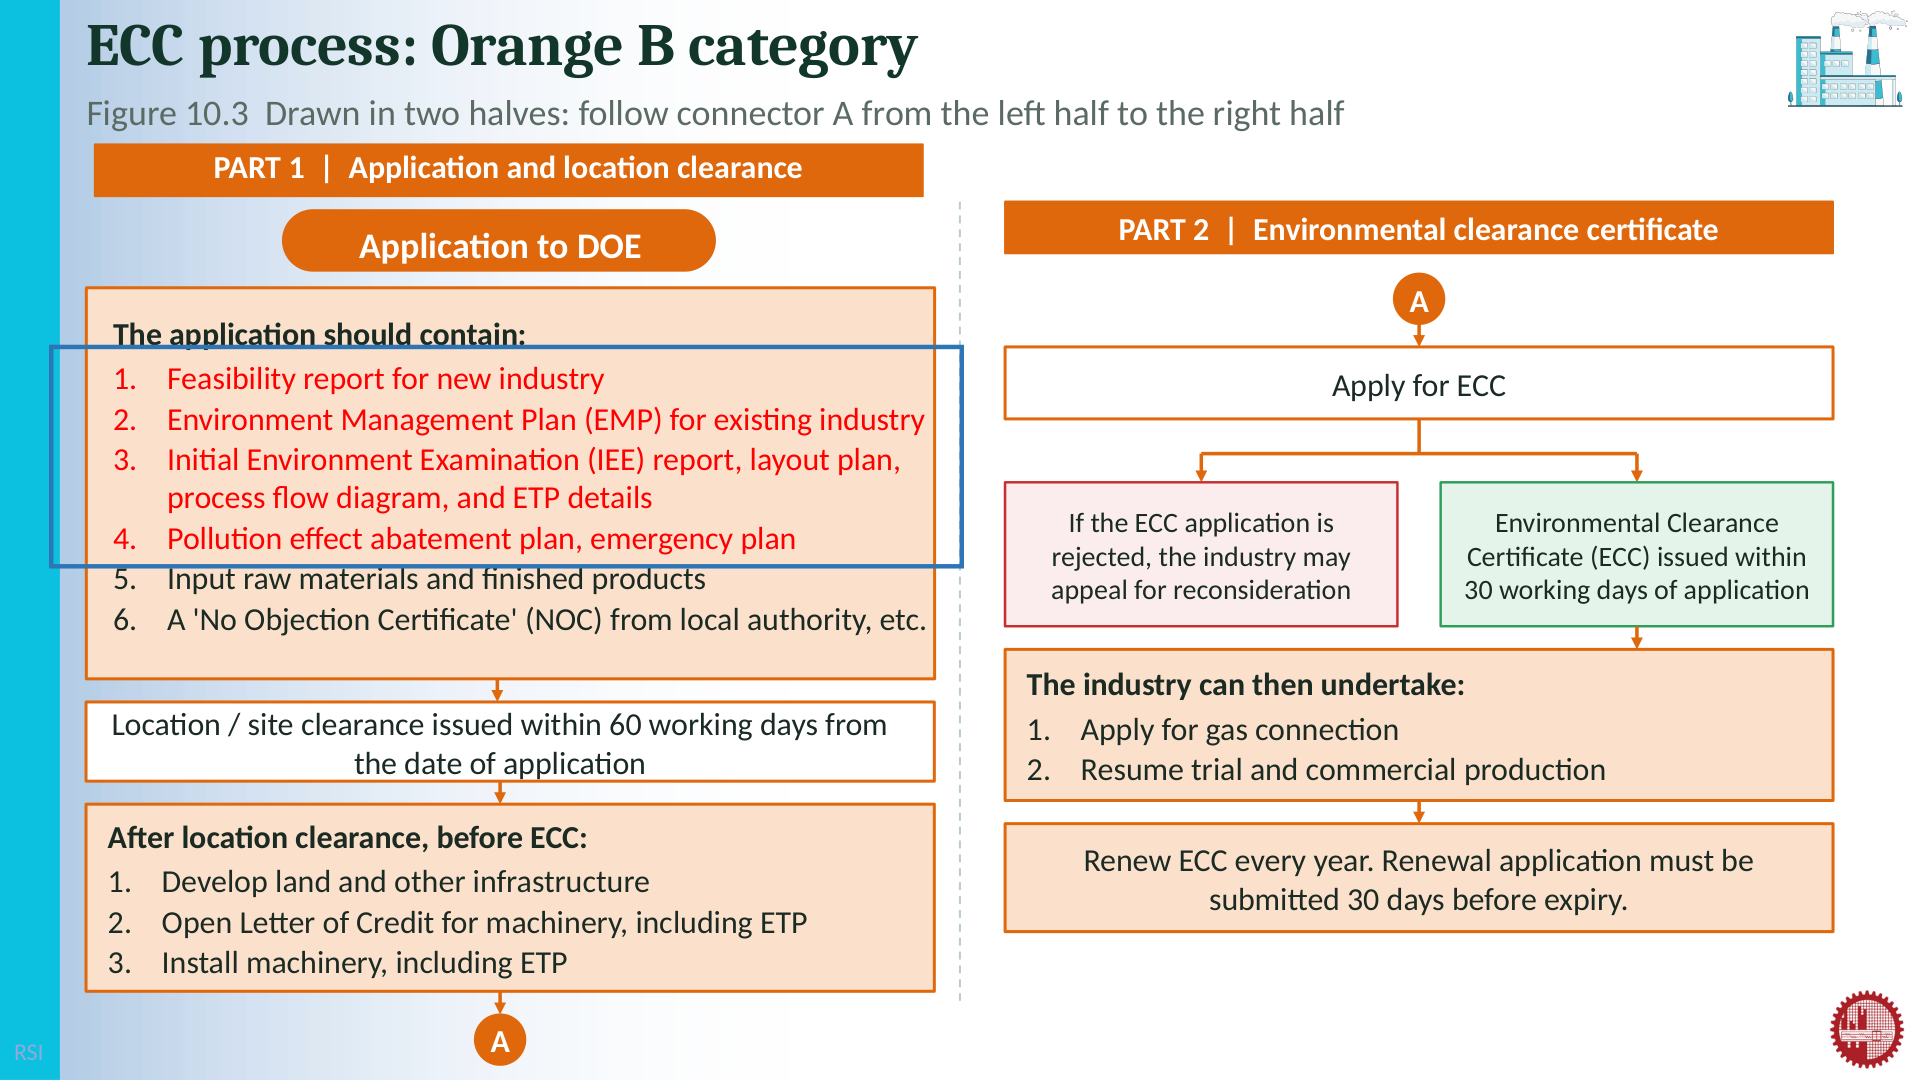 ECC process: Orange B category
Figure 10.3  Drawn in two halves: follow connector A from the left half to the right half
PART 1 | Application and location clearance
Application to DOE
The application should contain:
1. Feasibility report for new industry
2. Environment Management Plan (EMP) for existing industry
3. Initial Environment Examination (IEE) report, layout plan,
process flow diagram, and ETP details
4. Pollution effect abatement plan, emergency plan
5. Input raw materials and finished products
6. A 'No Objection Certificate' (NOC) from local authority, etc.
Location / site clearance issued within 60 working days from
the date of application
After location clearance, before ECC:
1. Develop land and other infrastructure
2. Open Letter of Credit for machinery, including ETP
3. Install machinery, including ETP
A
PART 2 | Environmental clearance certificate
A
Apply for ECC
If the ECC application is
rejected, the industry may
appeal for reconsideration
Environmental Clearance
Certificate (ECC) issued within
30 working days of application
The industry can then undertake:
1. Apply for gas connection
2. Resume trial and commercial production
Renew ECC every year. Renewal application must be
submitted 30 days before expiry.
RSI